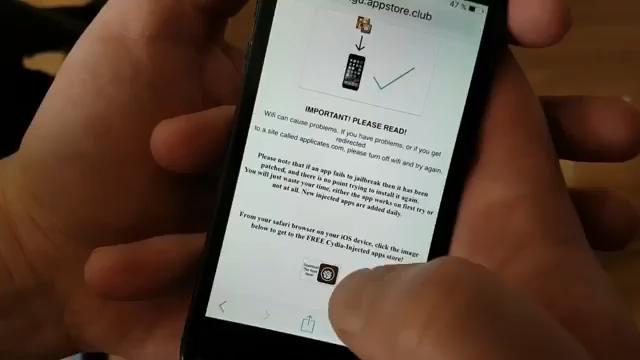 47 %
gu.appstore.club
IMPORTANT! PLEASE READ!
Wifi can cause problems. If you have problems, or if you get
redirected
to a site called applicates.com, please turn off wifi and try again.
Please note that if an app fails to jailbreak then it has been
patched, and there is no point trying to install it again.
You will just waste your time, either the app works on first try or
not at all. New injected apps are added daily.
From your safari browser on your iOS device, click the image
below to get to the FREE Cydia-Injected apps store!